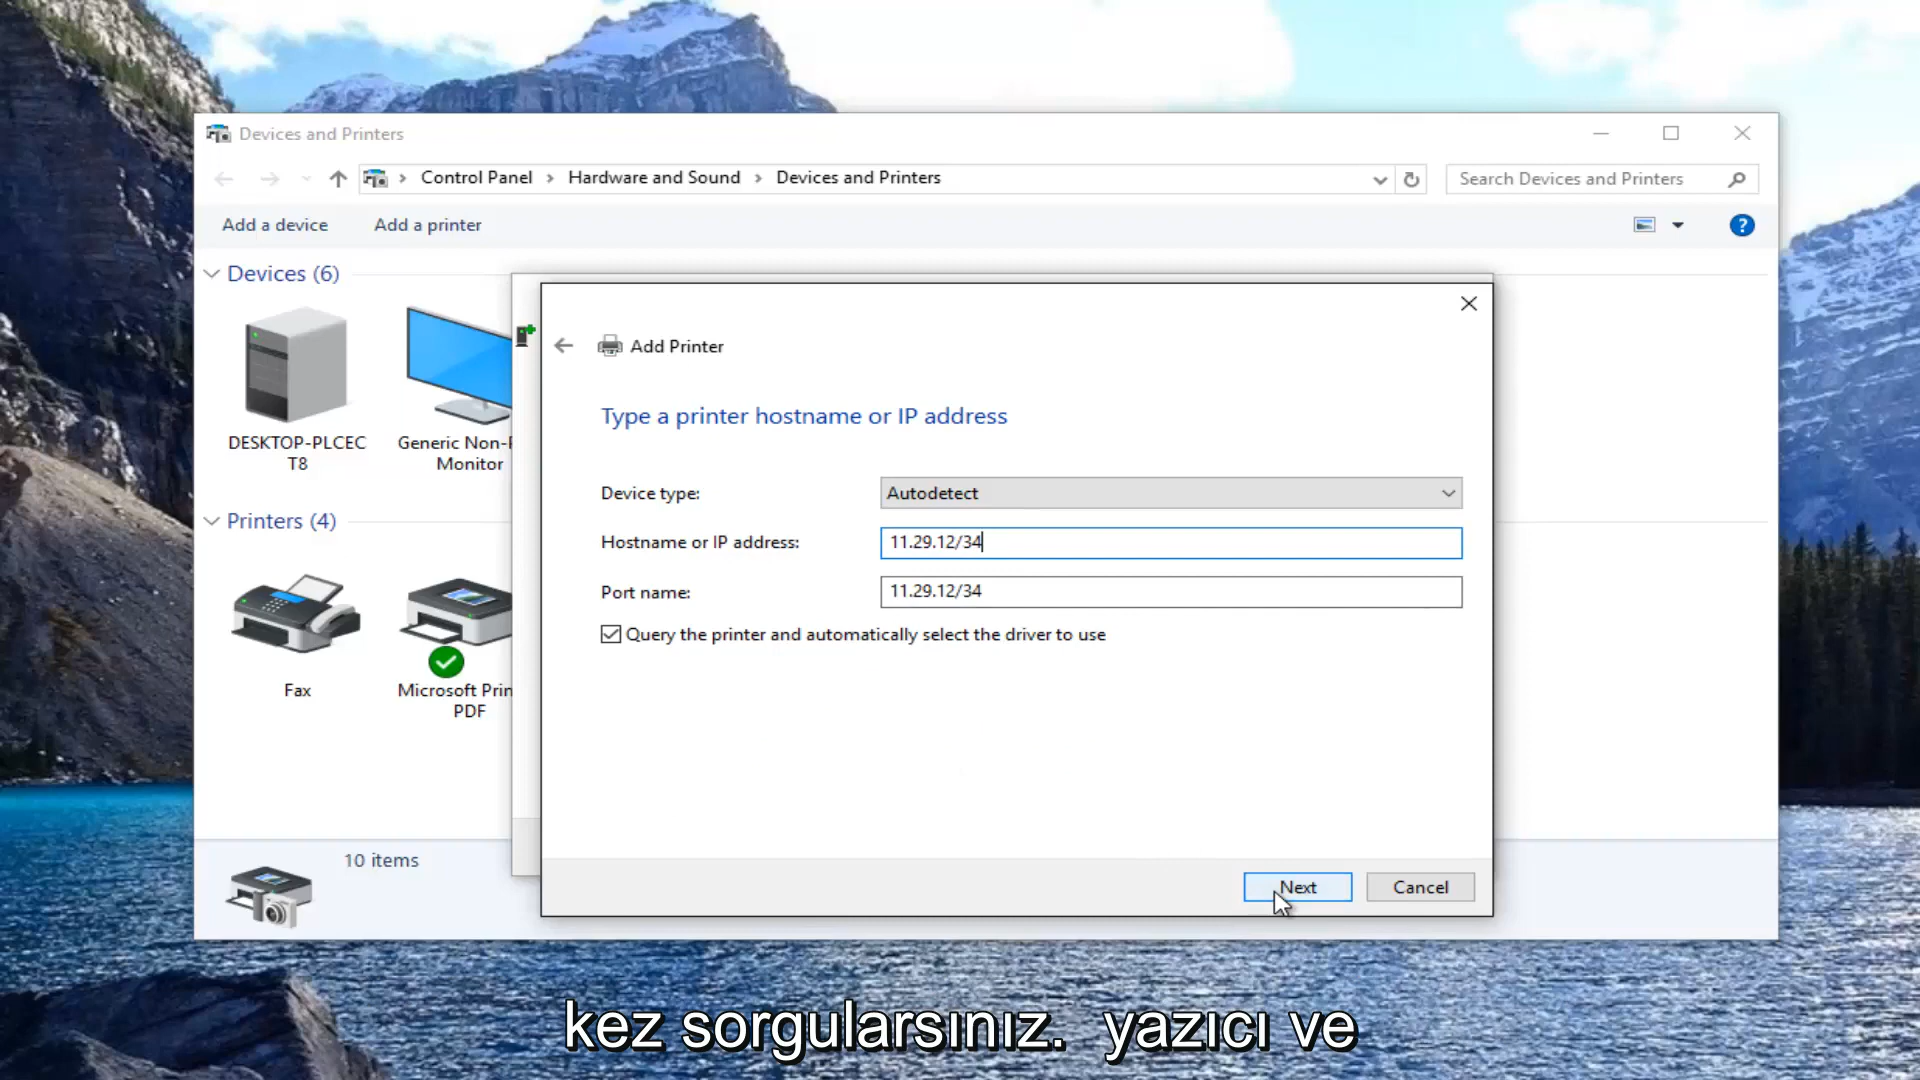 Devices and Printers
Control Panel > Hardware and Sound > Devices and Printers
Search Devices and Printers
Add a device
Add a printer
?
Devices (6)
DESKTOP-PLCEC
T8
Generic Non-
Monitor
Printers (4)
Fax
Microsoft Prin
PDF
10 items
Add Printer
Type a printer hostname or IP address
Device type:
Autodetect
Hostname or IP address:
11.29.12/34
Port name:
11.29.12/34
Query the printer and automatically select the driver to use
Next
Cancel
kez sorgularsınız. yazıcı ve